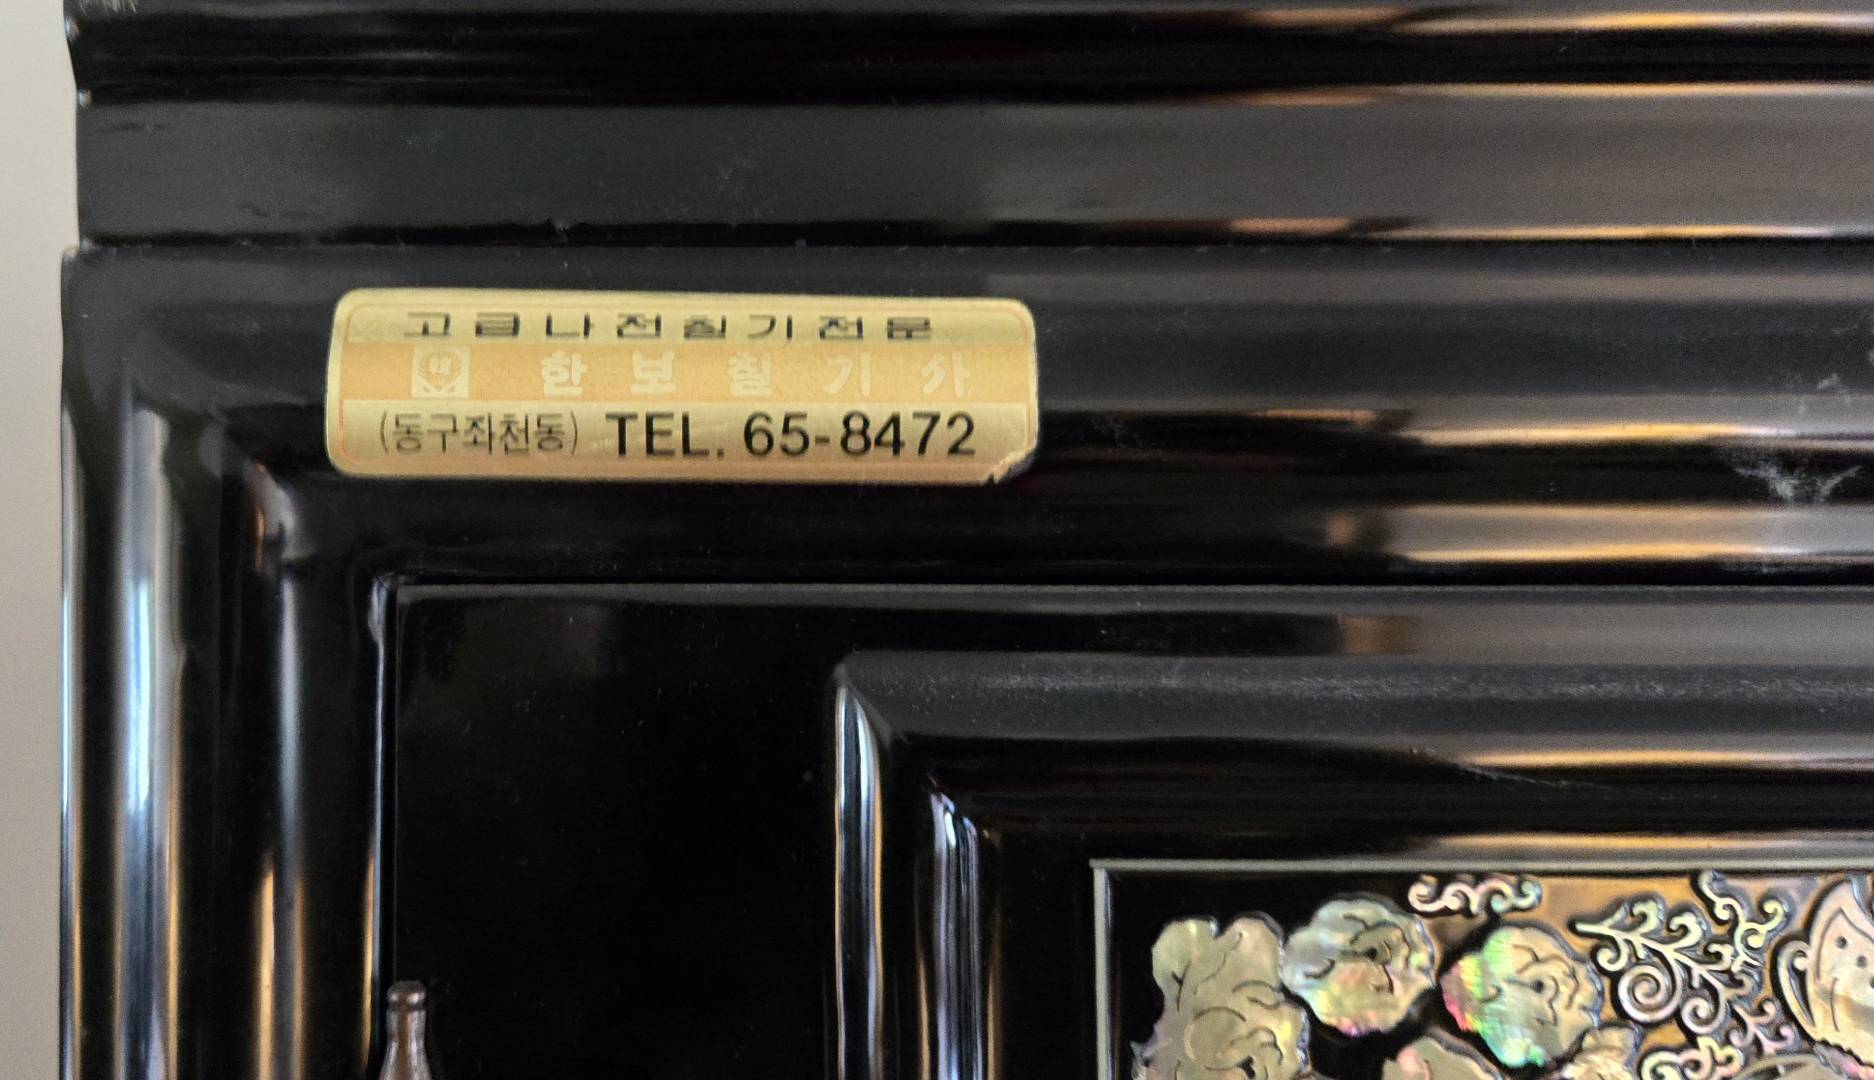 고급나전칠기전문
한보칠기사
(동구좌천동) TEL. 65-8472